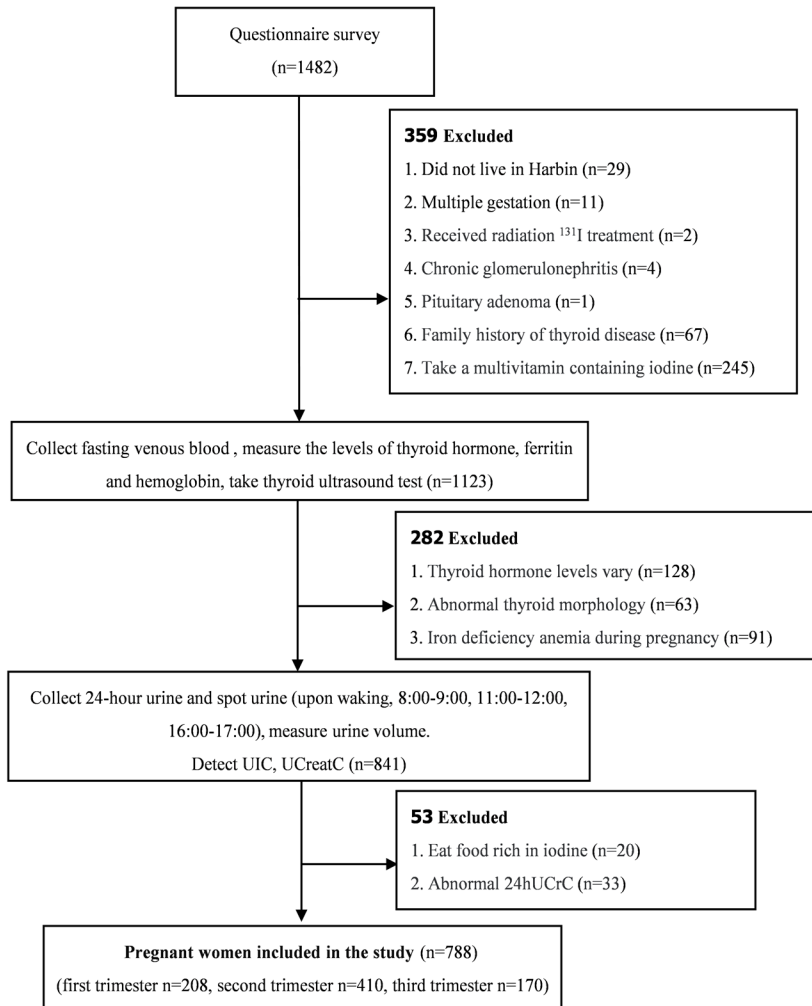 Questionnaire survey
(n=1482)
359 Excluded
1. Did not live in Harbin (n=29)
2. Multiple gestation (n=11)
3. Received radiation ¹³¹I treatment (n=2)
4. Chronic glomerulonephritis (n=4)
5. Pituitary adenoma (n=1)
6. Family history of thyroid disease (n=67)
7. Take a multivitamin containing iodine (n=245)
Collect fasting venous blood , measure the levels of thyroid hormone, ferritin
and hemoglobin, take thyroid ultrasound test (n=1123)
282 Excluded
1. Thyroid hormone levels vary (n=128)
2. Abnormal thyroid morphology (n=63)
3. Iron deficiency anemia during pregnancy (n=91)
Collect 24-hour urine and spot urine (upon waking, 8:00-9:00, 11:00-12:00,
16:00-17:00), measure urine volume.
Detect UIC, UCreatC (n=841)
53 Excluded
1. Eat food rich in iodine (n=20)
2. Abnormal 24hUCrC (n=33)
Pregnant women included in the study (n=788)
(first trimester n=208, second trimester n=410, third trimester n=170)